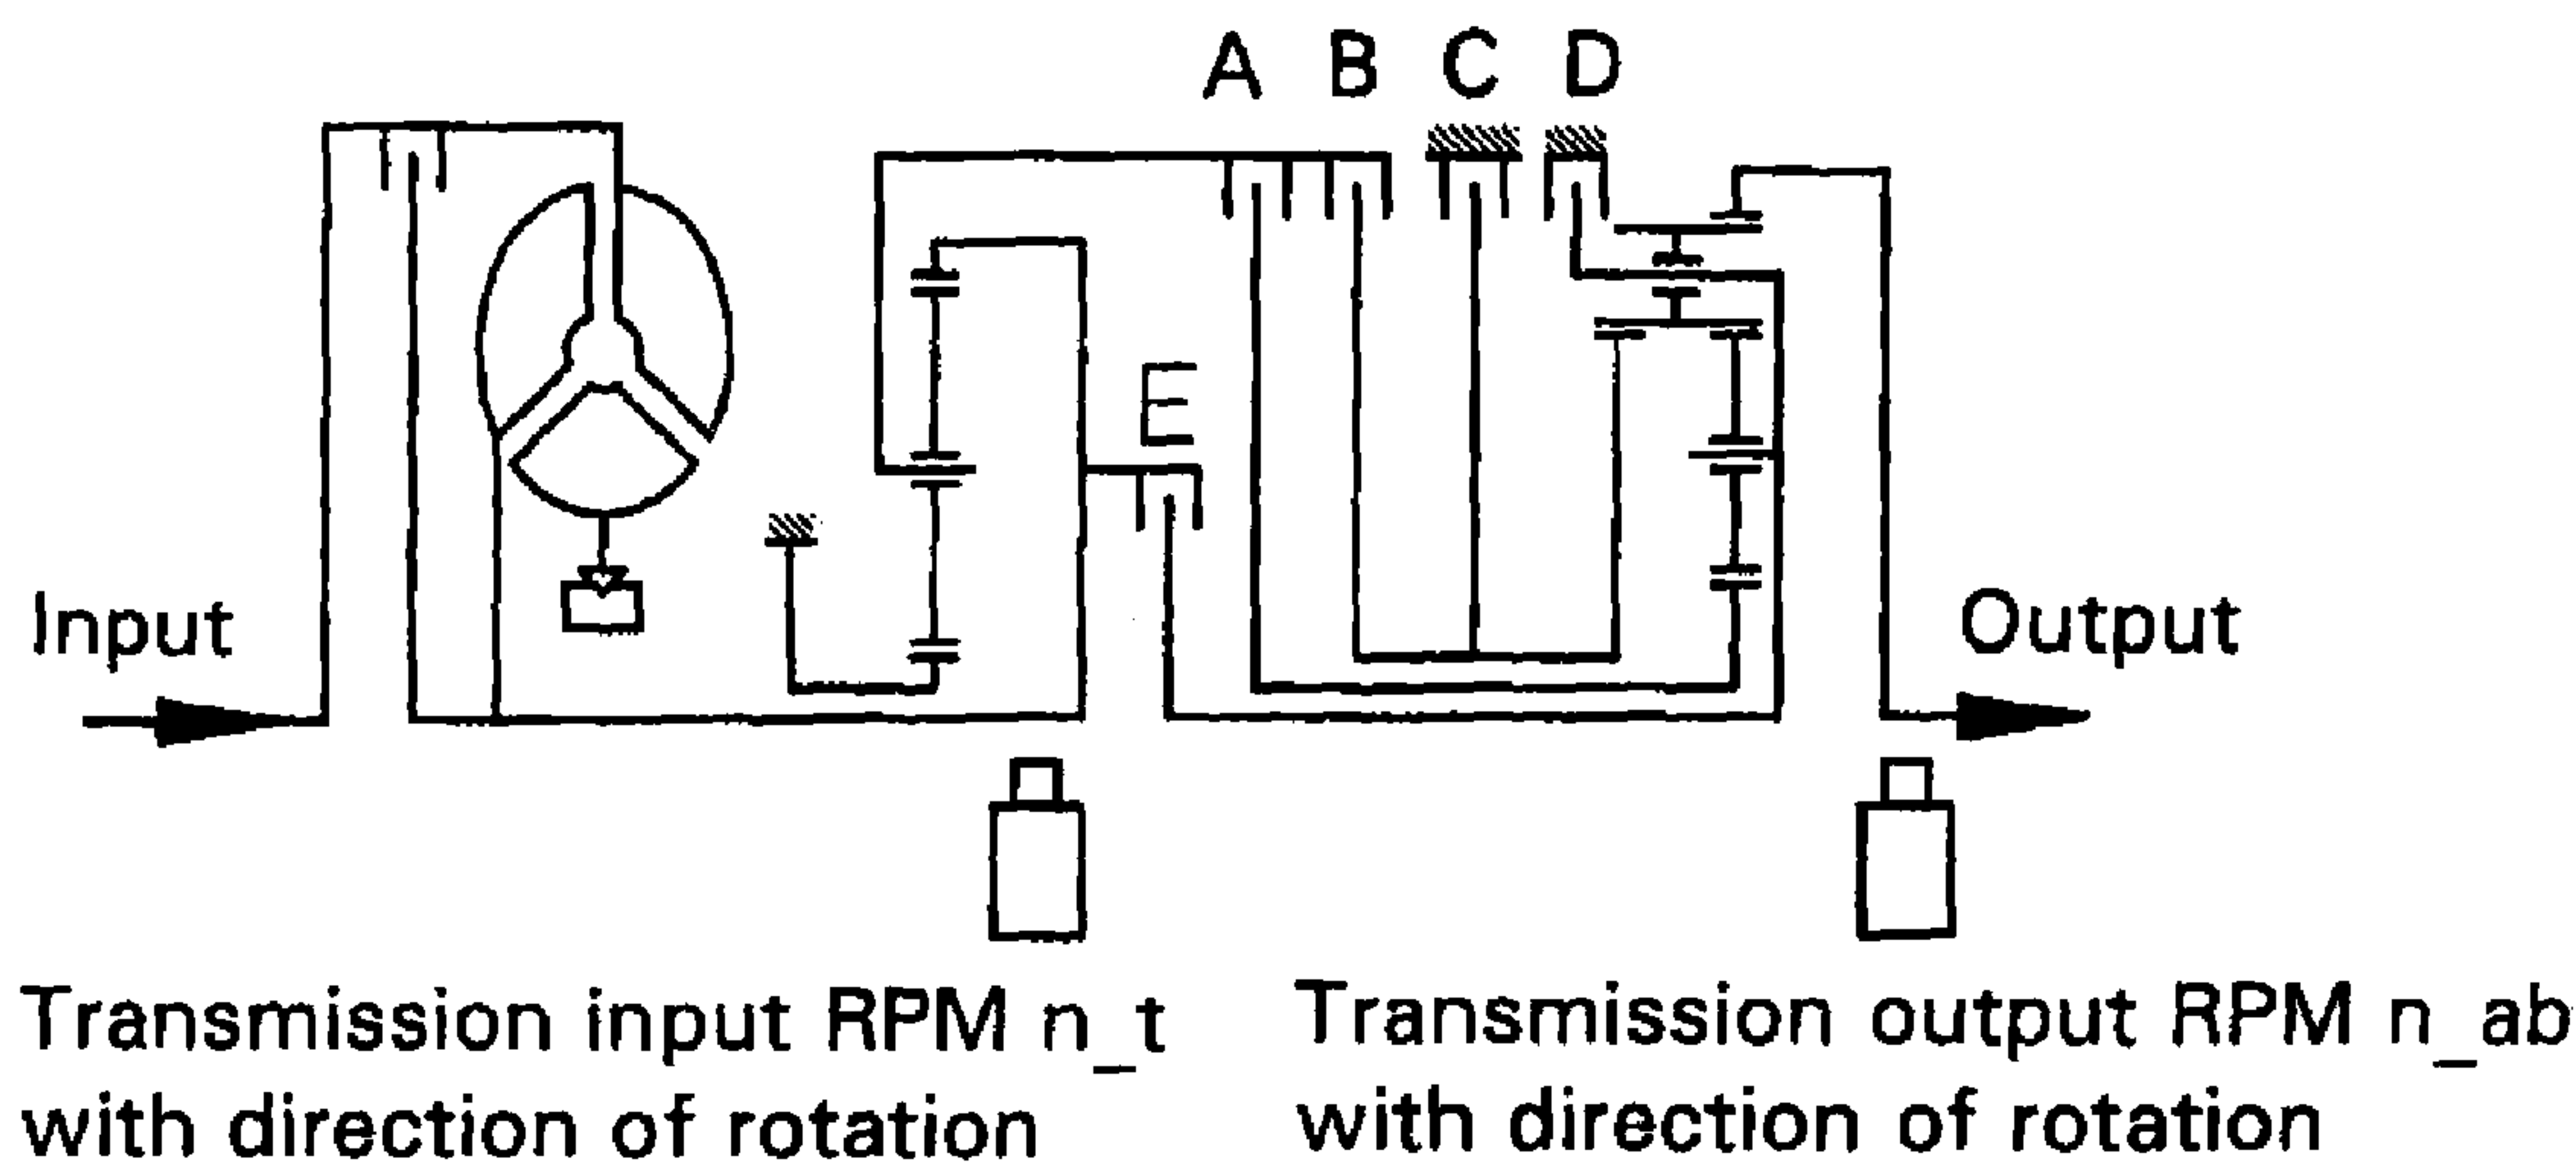 A B C D
E
Input
Output
Transmission input RPM n_t
with direction of rotation
Transmission output RPM n_ab
with direction of rotation